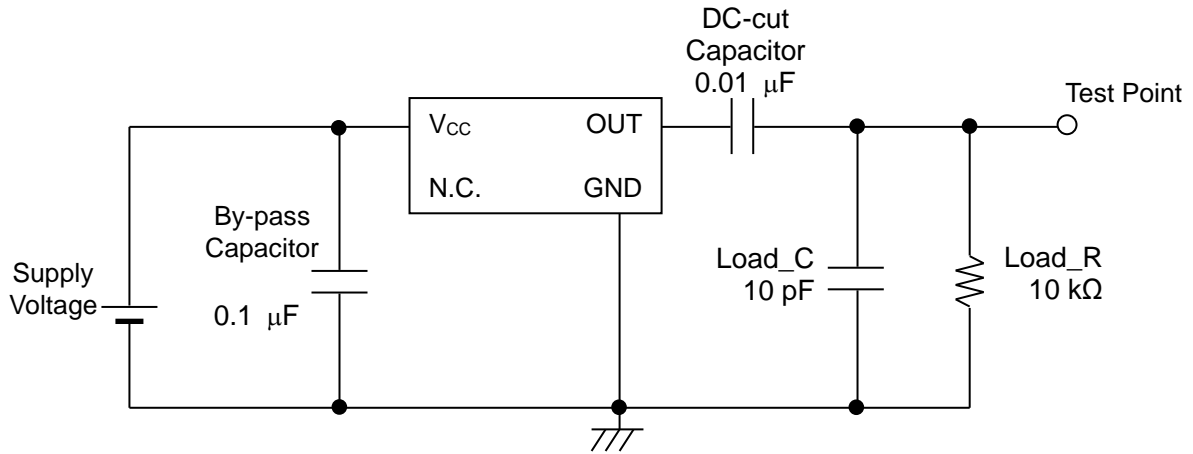 DC-cut
Capacitor
0.01 μF
Test Point
VCC
OUT
N.C.
GND
By-pass
Capacitor
0.1 μF
Supply
Voltage
Load_C
10 pF
Load_R
10 kΩ